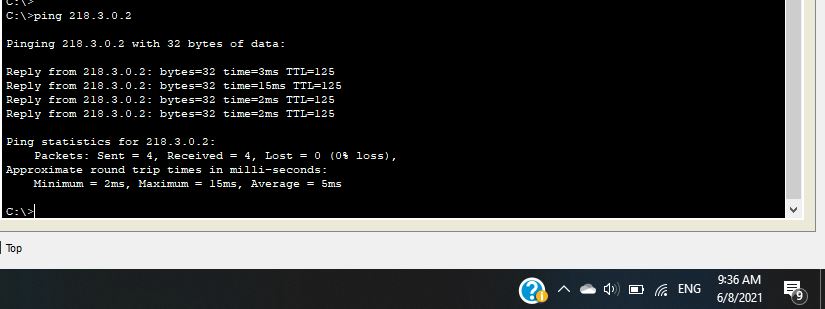 C:\>
C:\>ping 218.3.0.2
Pinging 218.3.0.2 with 32 bytes of data:
Reply from 218.3.0.2: bytes=32 time=3ms TTL=125
Reply from 218.3.0.2: bytes=32 time=15ms TTL=125
Reply from 218.3.0.2: bytes=32 time=2ms TTL=125
Reply from 218.3.0.2: bytes=32 time=2ms TTL=125
Ping statistics for 218.3.0.2:
Packets: Sent = 4, Received = 4, Lost = 0 (0% loss),
Approximate round trip times in milli-seconds:
Minimum = 2ms, Maximum = 15ms, Average = 5ms
C:\>
Top
ENG
9:36 AM
6/8/2021
9